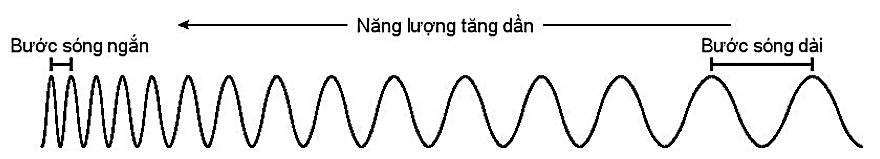 Năng lượng tăng dần
Bước sóng ngắn
Bước sóng dài